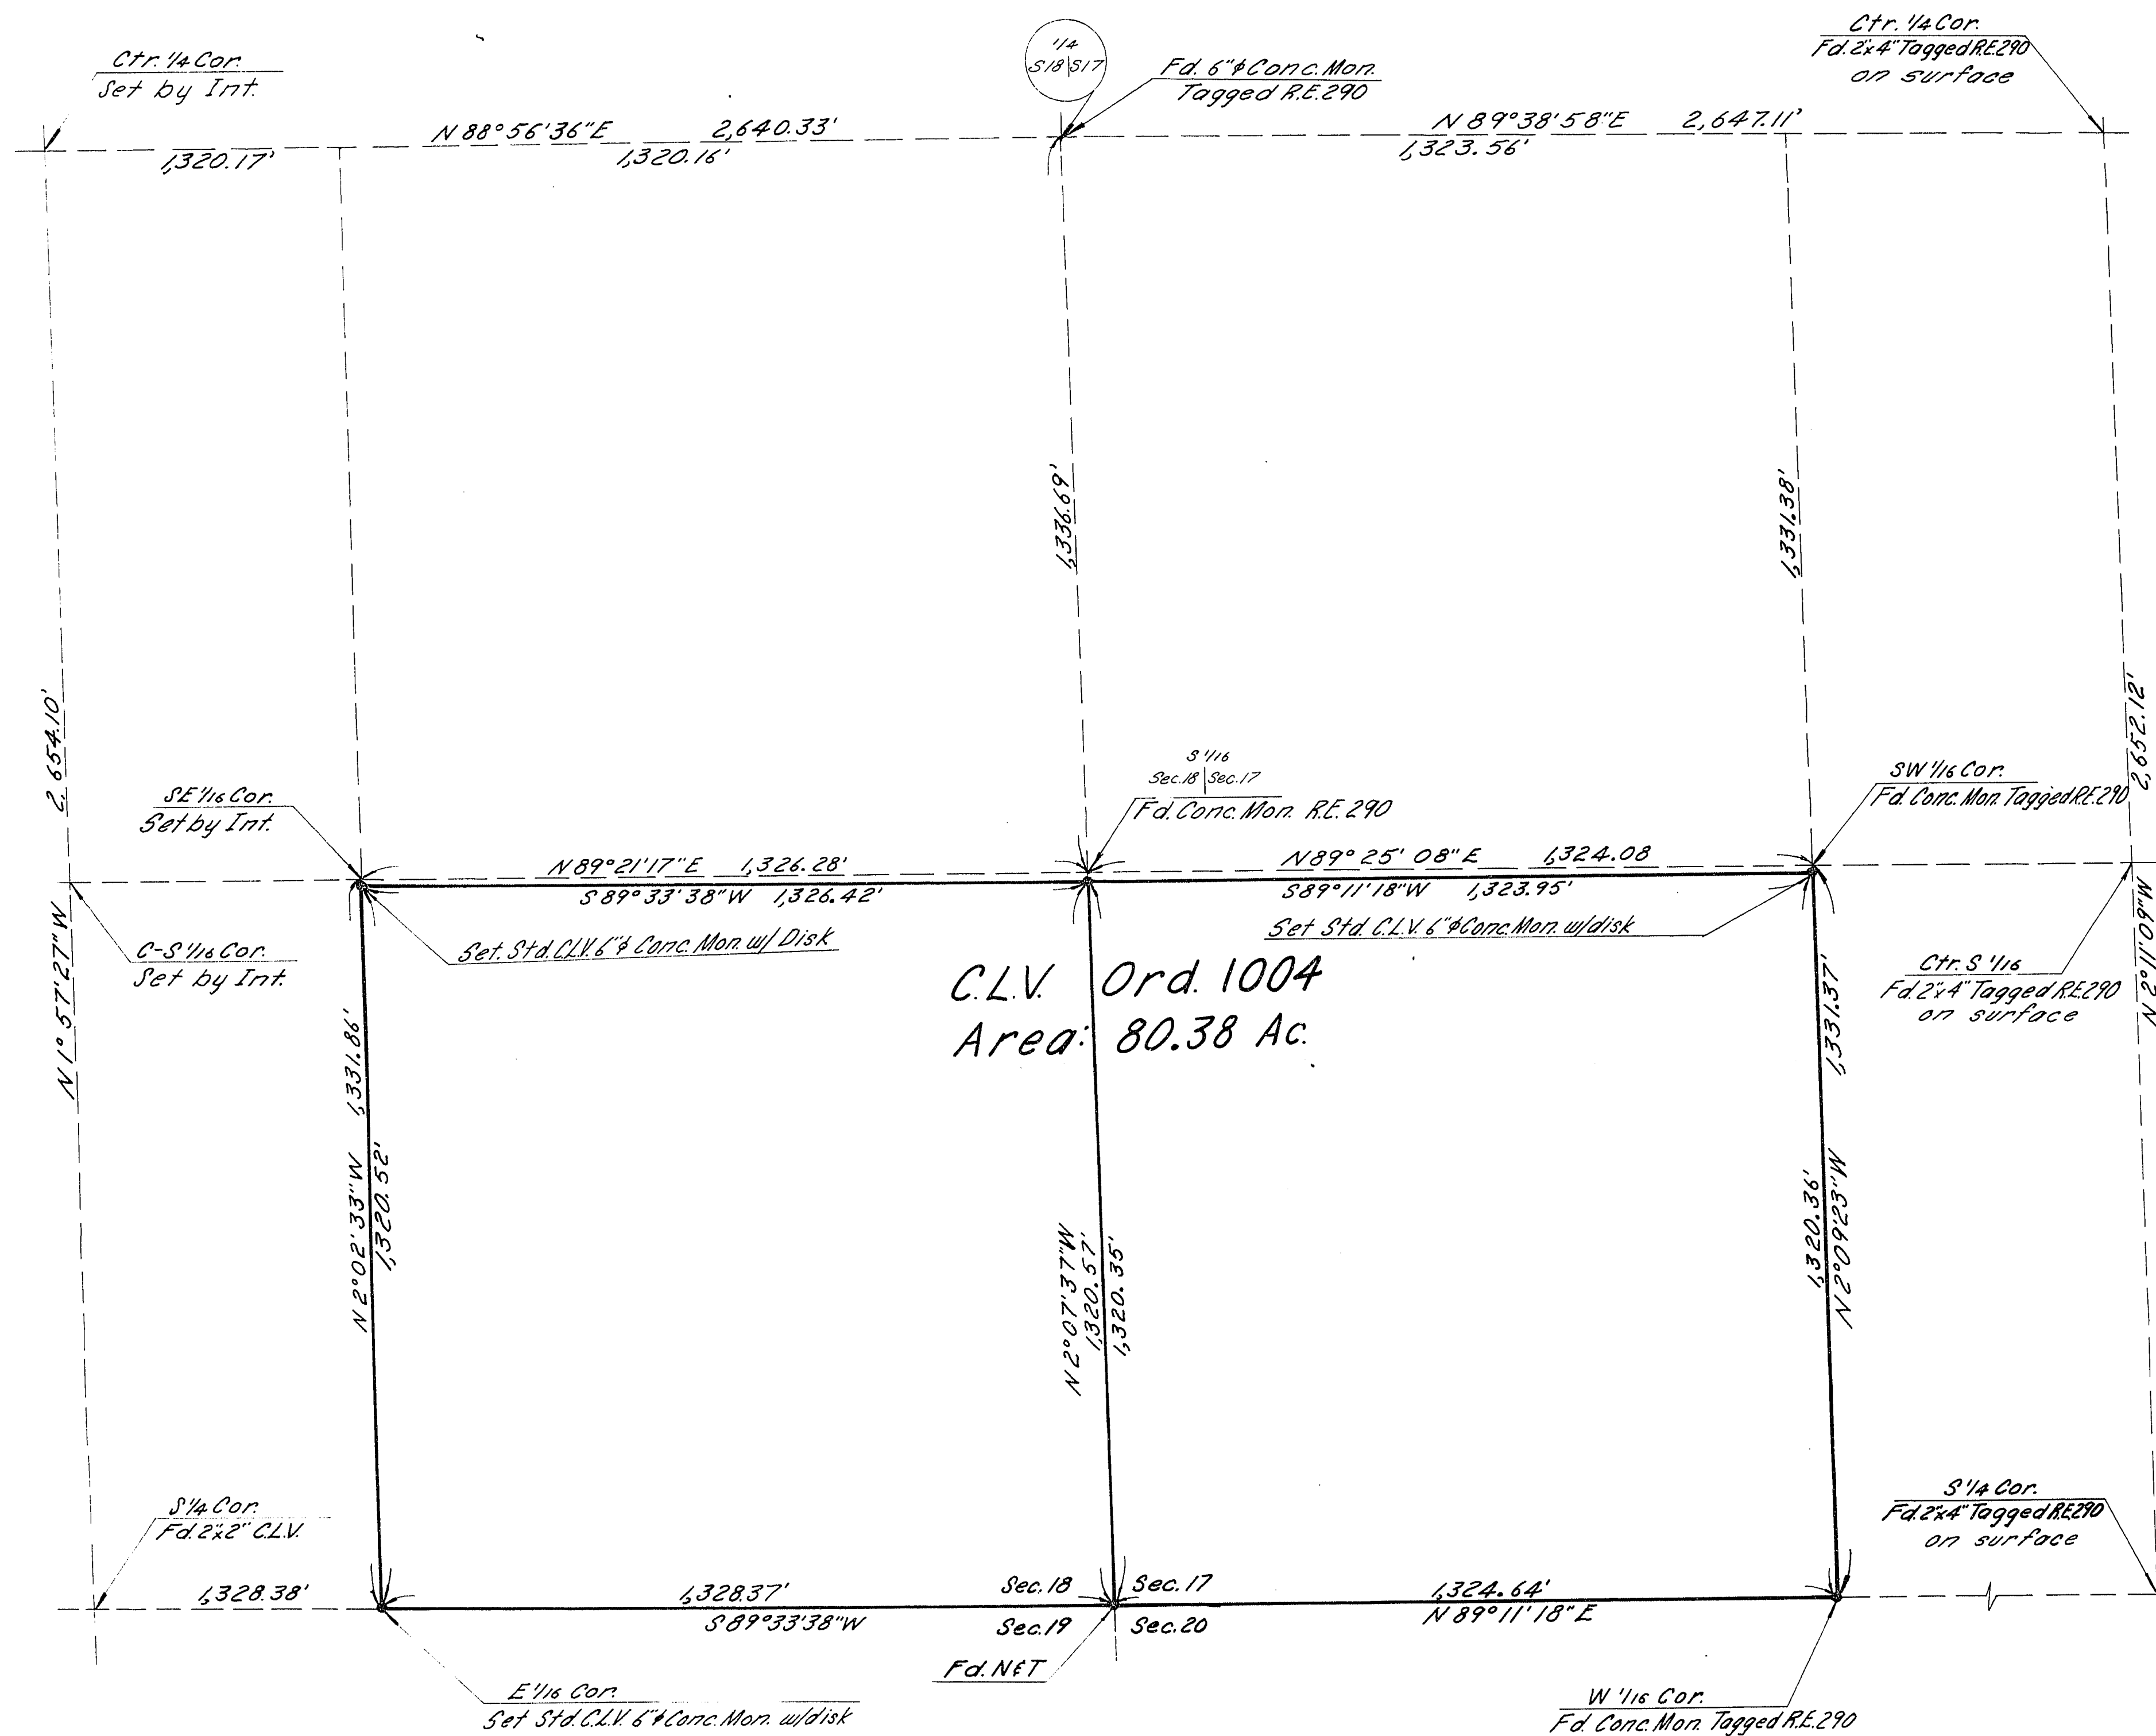 Ctr. 1/4 Cor.
Set by Int.
1/4
S18 S17
Fd. 6"ϕ Conc. Mon.
Tagged R.E. 290
Ctr. 1/4 Cor.
Fd. 2"x4" Tagged R.E. 290
on surface
N 88° 56' 36" E 2,640.33'
1,320.17'
1,320.16'
N 89° 38' 58" E 2,647.11'
1,323.56'
1,336.69'
1,331.38'
2,654.10'
N 1° 57' 27" W
2,652.12'
N 2° 11' 09" W
SE 1/16 Cor.
Set by Int.
S 1/16
Sec. 18 Sec. 17
Fd. Conc. Mon. R.E. 290
SW 1/16 Cor.
Fd. Conc. Mon. Tagged R.E. 290
N 89° 21' 17" E 1,326.28'
S 89° 33' 38" W 1,326.42'
N 89° 25' 08" E 1,324.08
S 89° 11' 18" W 1,323.95'
C-S 1/16 Cor.
Set by Int.
Set. Std. C.L.V. 6"ϕ Conc. Mon. w/ Disk
Set Std. C.L.V. 6"ϕ Conc. Mon. w/disk
Ctr. S 1/16
Fd. 2"x4" Tagged R.E. 290
on surface
C.L.V. Ord. 1004
Area: 80.38 Ac.
N 2° 02' 33" W 1,331.86'
1,320.52'
N 2° 07' 37" W
1,320.57'
1,320.35'
1,331.37'
1,320.36'
N 2° 09' 23" W
S 1/4 Cor.
Fd. 2"x2" C.L.V.
S 1/4 Cor.
Fd. 2"x4" Tagged R.E. 290
on surface
1,328.38'
1,328.37'
S 89° 33' 38" W
Sec. 18 Sec. 17
Sec. 19 Sec. 20
1,324.64'
N 89° 11' 18" E
Fd. N&T
E 1/16 Cor.
Set Std. C.L.V. 6"ϕ Conc. Mon. w/disk
W 1/16 Cor.
Fd. Conc. Mon. Tagged R.E. 290